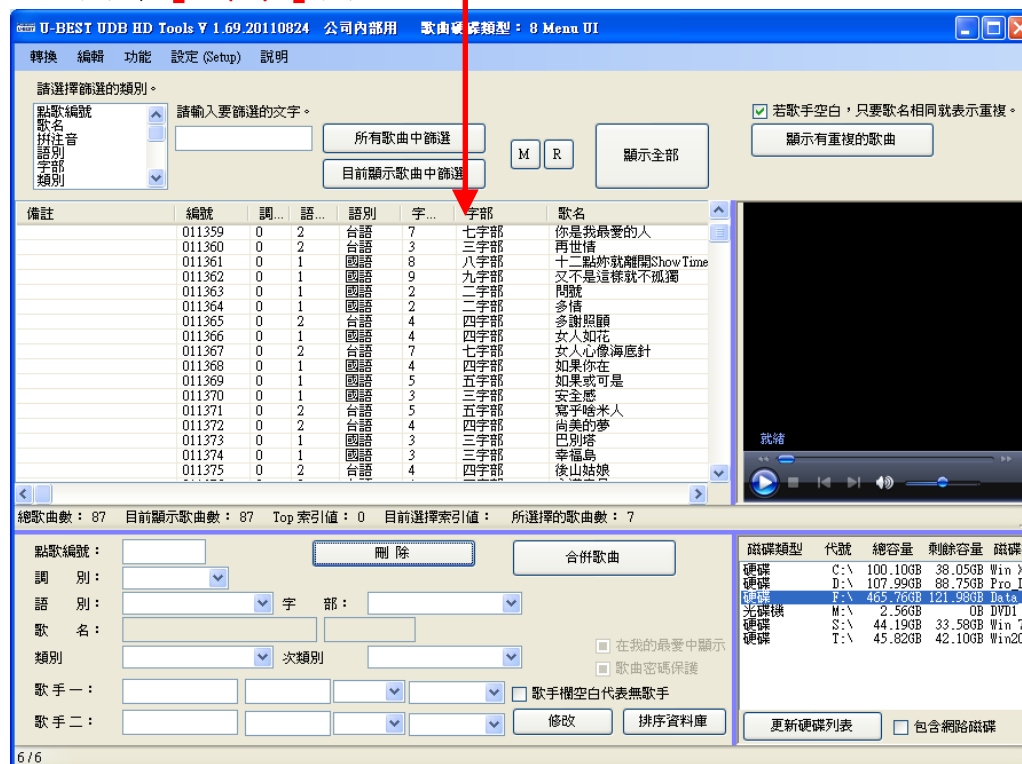 U-BEST UDB HD Tools V 1.69.20110824 公司內部用 歌曲硬碟類型： 8 Menu UI
轉換 編輯 功能 設定 (Setup) 說明
請選擇篩選的類別。
點歌編號
歌名
拼注音
語別
字部
類別
請輸入要篩選的文字。
所有歌曲中篩選
目前顯示歌曲中篩選
M R 顯示全部
若歌手空白，只要歌名相同就表示重複。
顯示有重複的歌曲
備註 編號 調... 語... 語別 字... 字部 歌名
011359 0 2 台語 7 七字部 你是我最愛的人
011360 0 2 台語 3 三字部 再世情
011361 0 1 國語 8 八字部 十二點妳就離開ShowTime
011362 0 1 國語 9 九字部 又不是這樣就不孤獨
011363 0 1 國語 2 二字部 問號
011364 0 1 國語 2 二字部 多情
011365 0 2 台語 4 四字部 多謝照顧
011366 0 1 國語 4 四字部 女人如花
011367 0 2 台語 7 七字部 女人心像海底針
011368 0 1 國語 4 四字部 如果你在
011369 0 1 國語 5 五字部 如果或可是
011370 0 1 國語 3 三字部 安全感
011371 0 2 台語 5 五字部 寫乎啥米人
011372 0 2 台語 4 四字部 尚美的夢
011373 0 1 國語 3 三字部 巴別塔
011374 0 1 國語 3 三字部 幸福島
011375 0 2 台語 4 四字部 後山姑娘
就緒
總歌曲數： 87 目前顯示歌曲數： 87 Top 索引值： 0 目前選擇索引值： 所選擇的歌曲數： 7
點歌編號：
刪 除
合併歌曲
調 別：
語 別：
字 部：
歌 名：
類別
次類別
在我的最愛中顯示
歌曲密碼保護
歌手一：
歌手欄空白代表無歌手
歌手二：
修改
排序資料庫
磁碟類型 代號 總容量 剩餘容量 磁碟
硬碟 C:\ 100.10GB 38.05GB Win
硬碟 D:\ 107.99GB 88.75GB Pro_
硬碟 F:\ 465.76GB 121.98GB Data
光碟機 M:\ 2.56GB 0B DVD1
硬碟 S:\ 44.19GB 33.58GB Win 7
硬碟 T:\ 45.82GB 42.10GB Win20
更新硬碟列表
包含網路磁碟
6/6